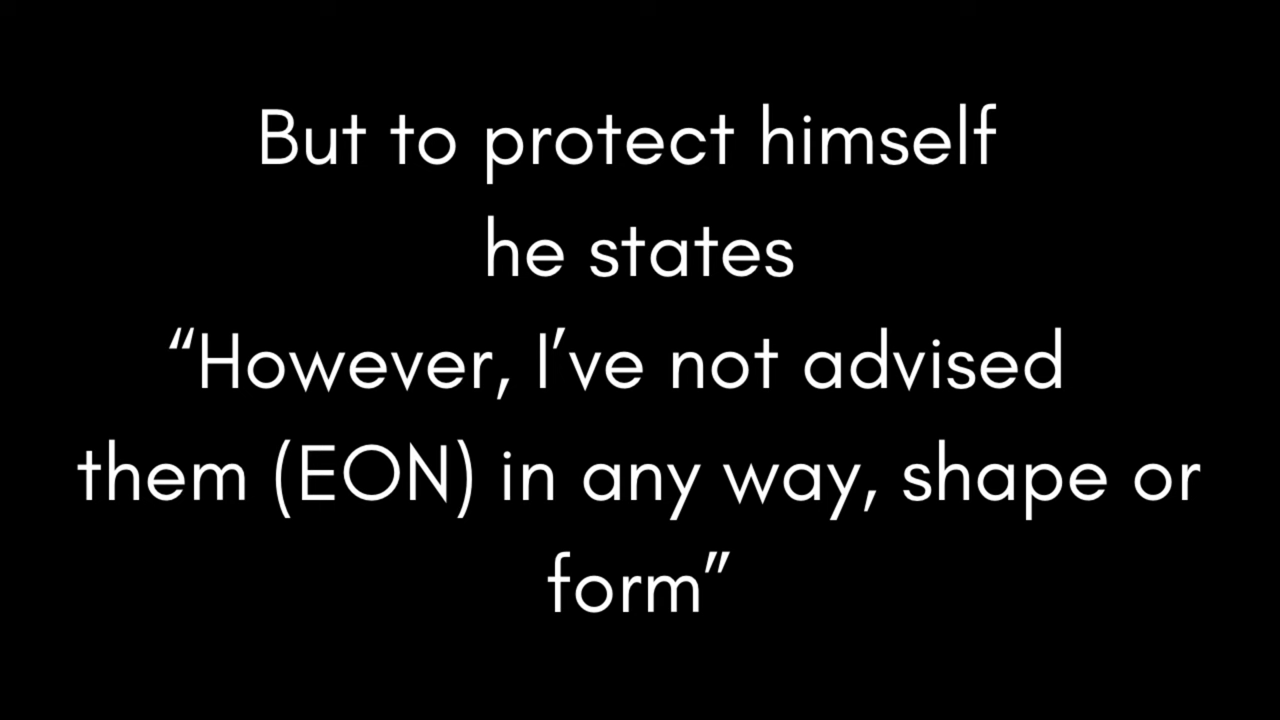 But to protect himself
he states
“However, I’ve not advised
them (EON) in any way, shape or
form”